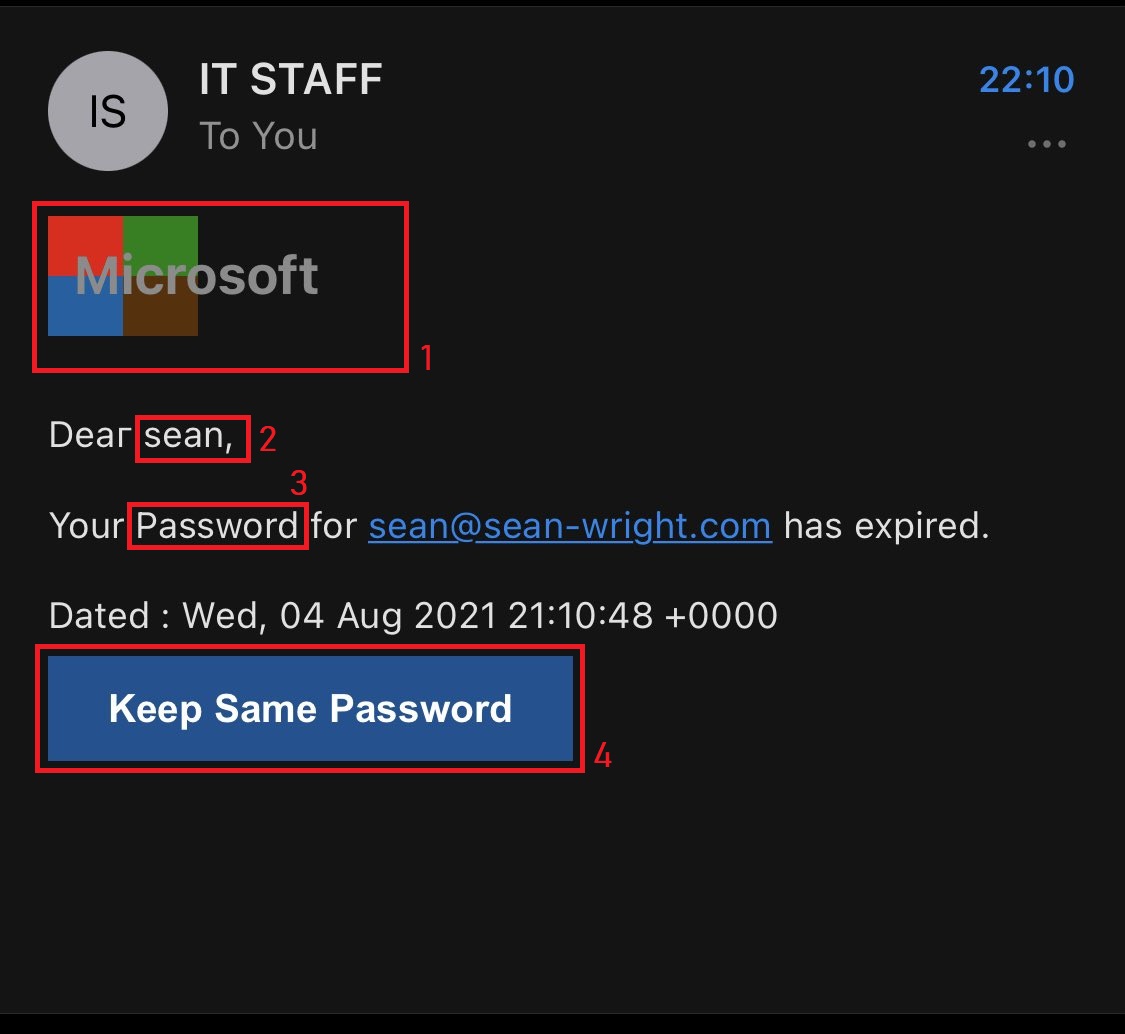 IS
IT STAFF
22:10
To You
...
Microsoft
1
Deaг sean,
2
3
Your Password for sean@sean-wright.com has expired.
Dated : Wed, 04 Aug 2021 21:10:48 +0000
Keep Same Password
4